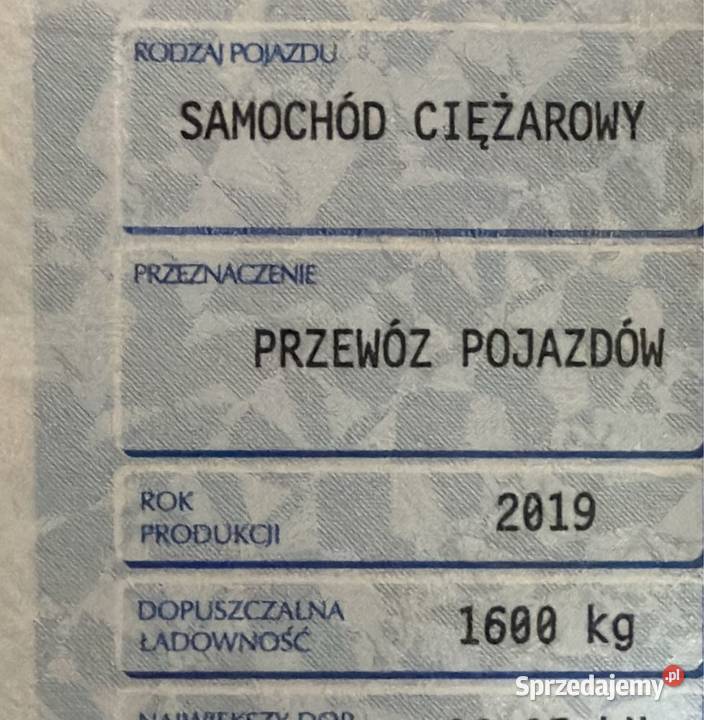 RODZAJ POJAZDU
SAMOCHÓD CIĘŻAROWY
PRZEZNACZENIE
PRZEWÓZ POJAZDÓW
ROK
PRODUKCJI
2019
DOPUSZCZALNA
ŁADOWNOŚĆ
1600 kg
Sprzedajemy.pl